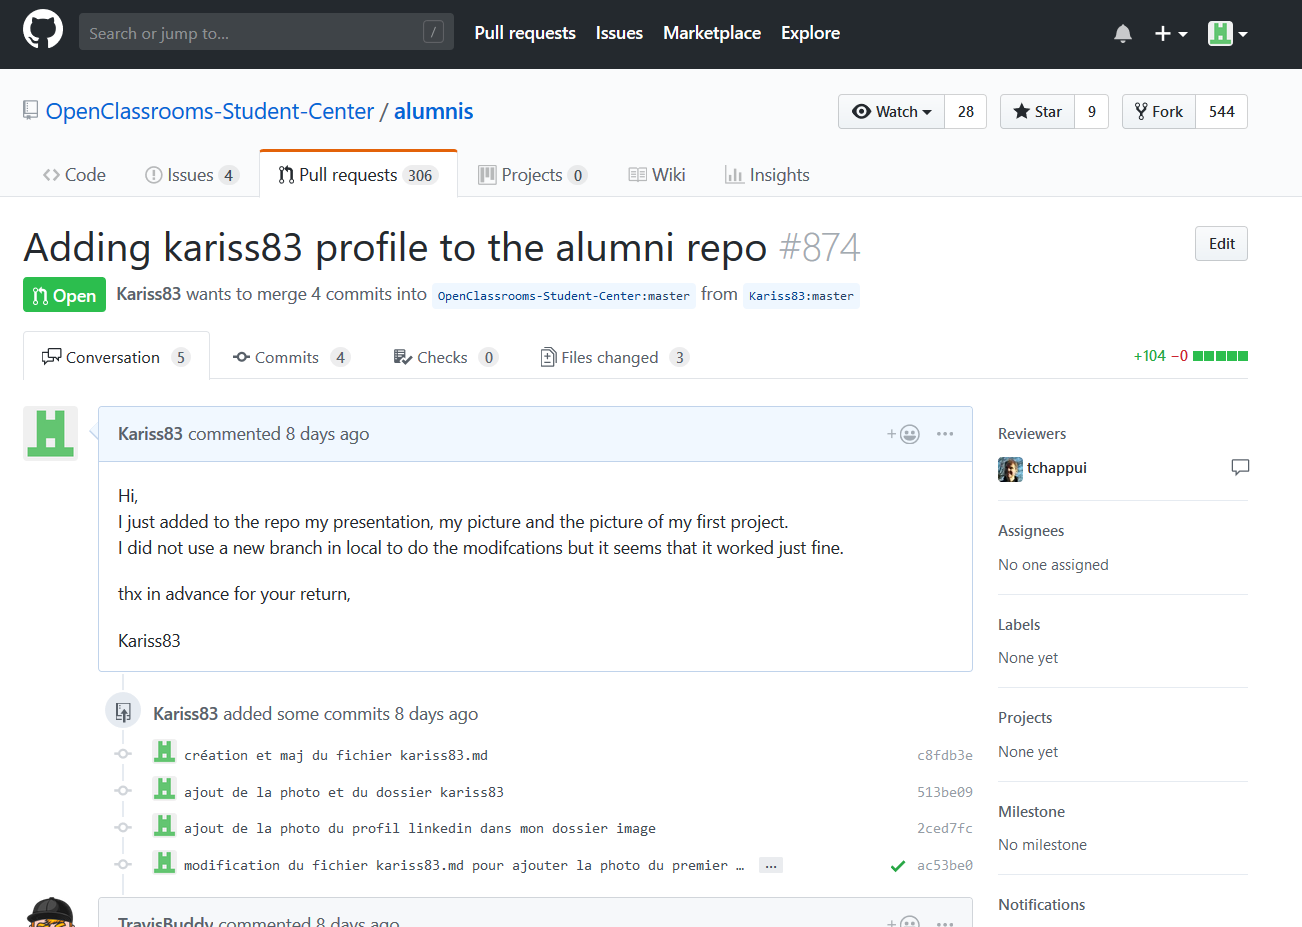 Search or jump to... /
Pull requests Issues Marketplace Explore
OpenClassrooms-Student-Center / alumnis
Watch 28 Star 9 Fork 544
Code Issues 4 Pull requests 306 Projects 0 Wiki Insights
Adding kariss83 profile to the alumni repo #874
Edit
Open Kariss83 wants to merge 4 commits into OpenClassrooms-Student-Center:master from Kariss83:master
Conversation 5 Commits 4 Checks 0 Files changed 3
+104 −0
Kariss83 commented 8 days ago
Hi,
I just added to the repo my presentation, my picture and the picture of my first project.
I did not use a new branch in local to do the modifcations but it seems that it worked just fine.
thx in advance for your return,
Kariss83
Kariss83 added some commits 8 days ago
création et maj du fichier kariss83.md c8fdb3e
ajout de la photo et du dossier kariss83 513be09
ajout de la photo du profil linkedin dans mon dossier image 2ced7fc
modification du fichier kariss83.md pour ajouter la photo du premier … ... ac53be0
TravisBuddy commented 8 days ago
Reviewers
tchappui
Assignees
No one assigned
Labels
None yet
Projects
None yet
Milestone
No milestone
Notifications